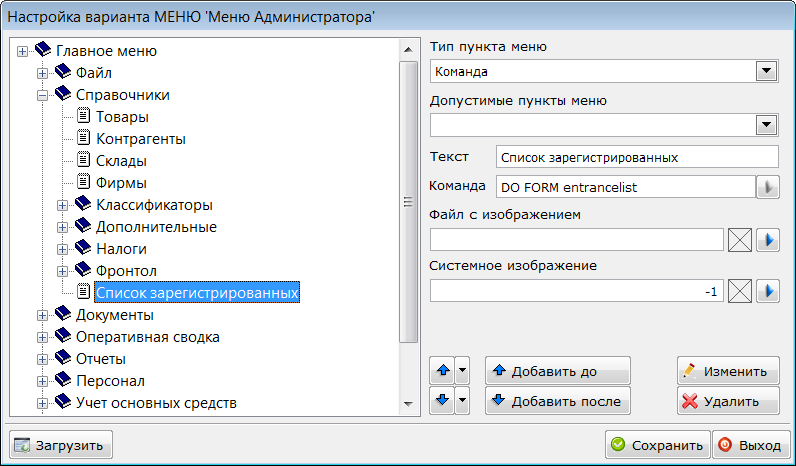 Настройка варианта МЕНЮ 'Меню Администратора'
Главное меню
Файл
Справочники
Товары
Контрагенты
Склады
Фирмы
Классификаторы
Дополнительные
Налоги
Фронтол
Список зарегистрированных
Документы
Оперативная сводка
Отчеты
Персонал
Учет основных средств
Тип пункта меню
Команда
Допустимые пункты меню
Текст Список зарегистрированных
Команда DO FORM entrancelist
Файл с изображением
Системное изображение
-1
Добавить до Изменить
Добавить после Удалить
Загрузить Сохранить Выход